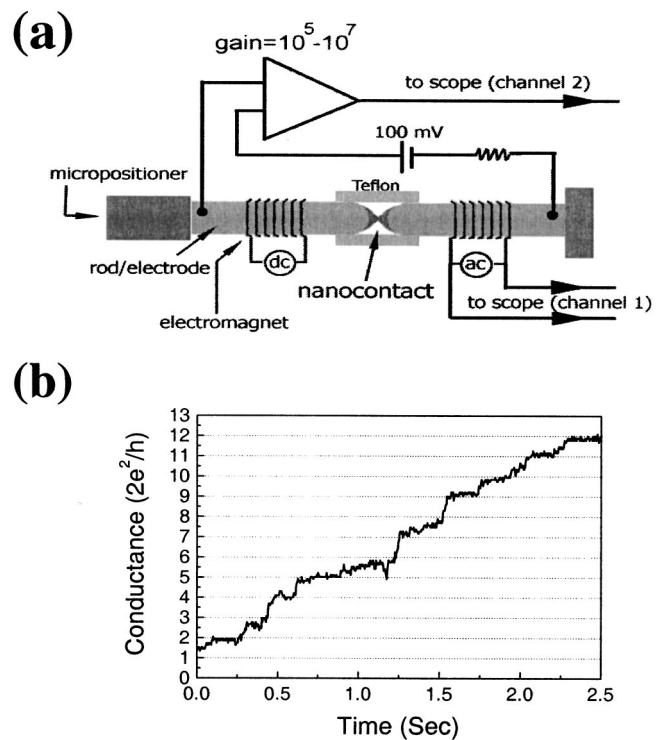 (a)
gain=10⁵-10⁷
to scope (channel 2)
100 mV
micropositioner
Teflon
rod/electrode
dc
ac
nanocontact
to scope (channel 1)
electromagnet
(b)
Conductance (2e²/h)
13
12
11
10
9
8
7
6
5
4
3
2
1
0
0.0 0.5 1.0 1.5 2.0 2.5
Time (Sec)